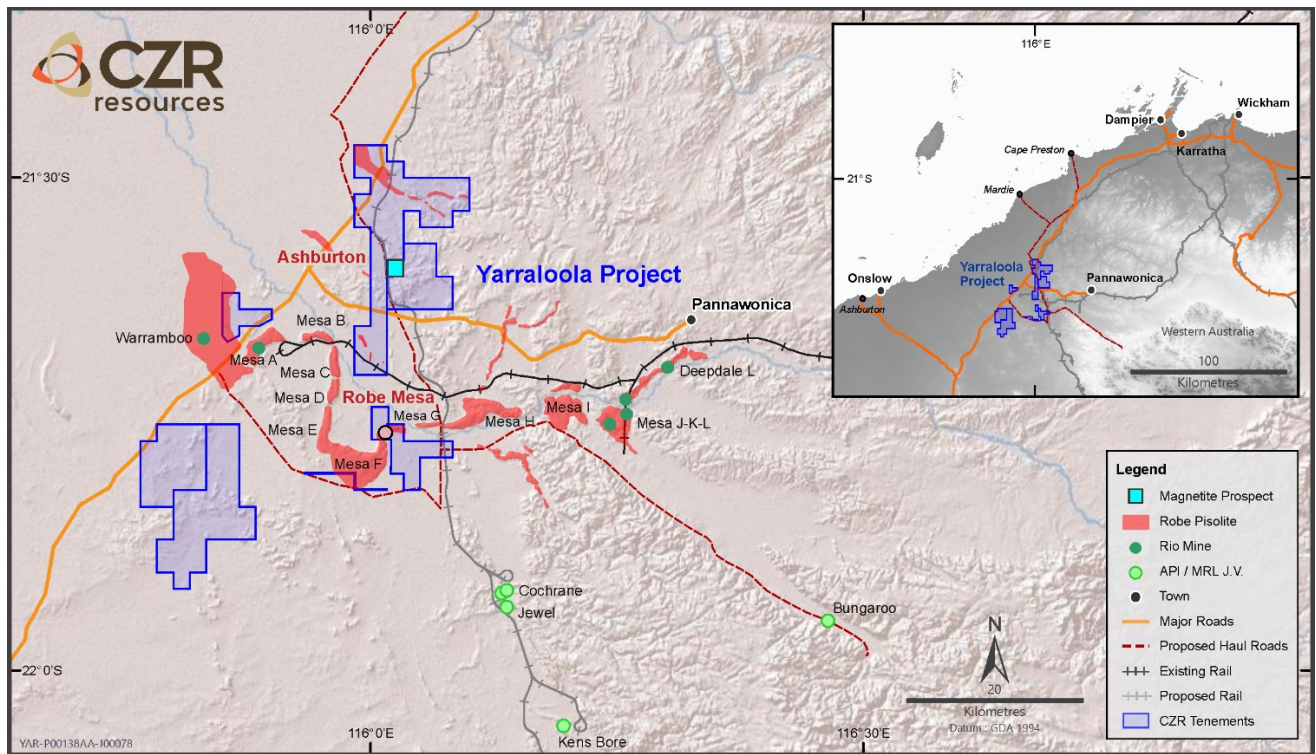 CZR
resources
116°0'E
21°30'S
Ashburton
Yarraloola Project
Pannawonica
Warramboo
Mesa A
Mesa B
Mesa C
Mesa D
Mesa E
Mesa F
Robe Mesa
Mesa G
Mesa H
Mesa I
Mesa J-K-L
Deepdale L
Cochrane
Jewel
Bungaroo
Kens Bore
22°0'S
116°0'E
116°30'E
N
20
Kilometres
Datum : GDA 1994
YAR-P00138AA-J00078
116°E
21°S
Dampier
Wickham
Karratha
Cape Preston
Mardie
Onslow
Ashburton
Yarraloola
Project
Pannawonica
Western Australia
100
Kilometres
Legend
Magnetite Prospect
Robe Pisolite
Rio Mine
API / MRL J.V.
Town
Major Roads
Proposed Haul Roads
Existing Rail
Proposed Rail
CZR Tenements